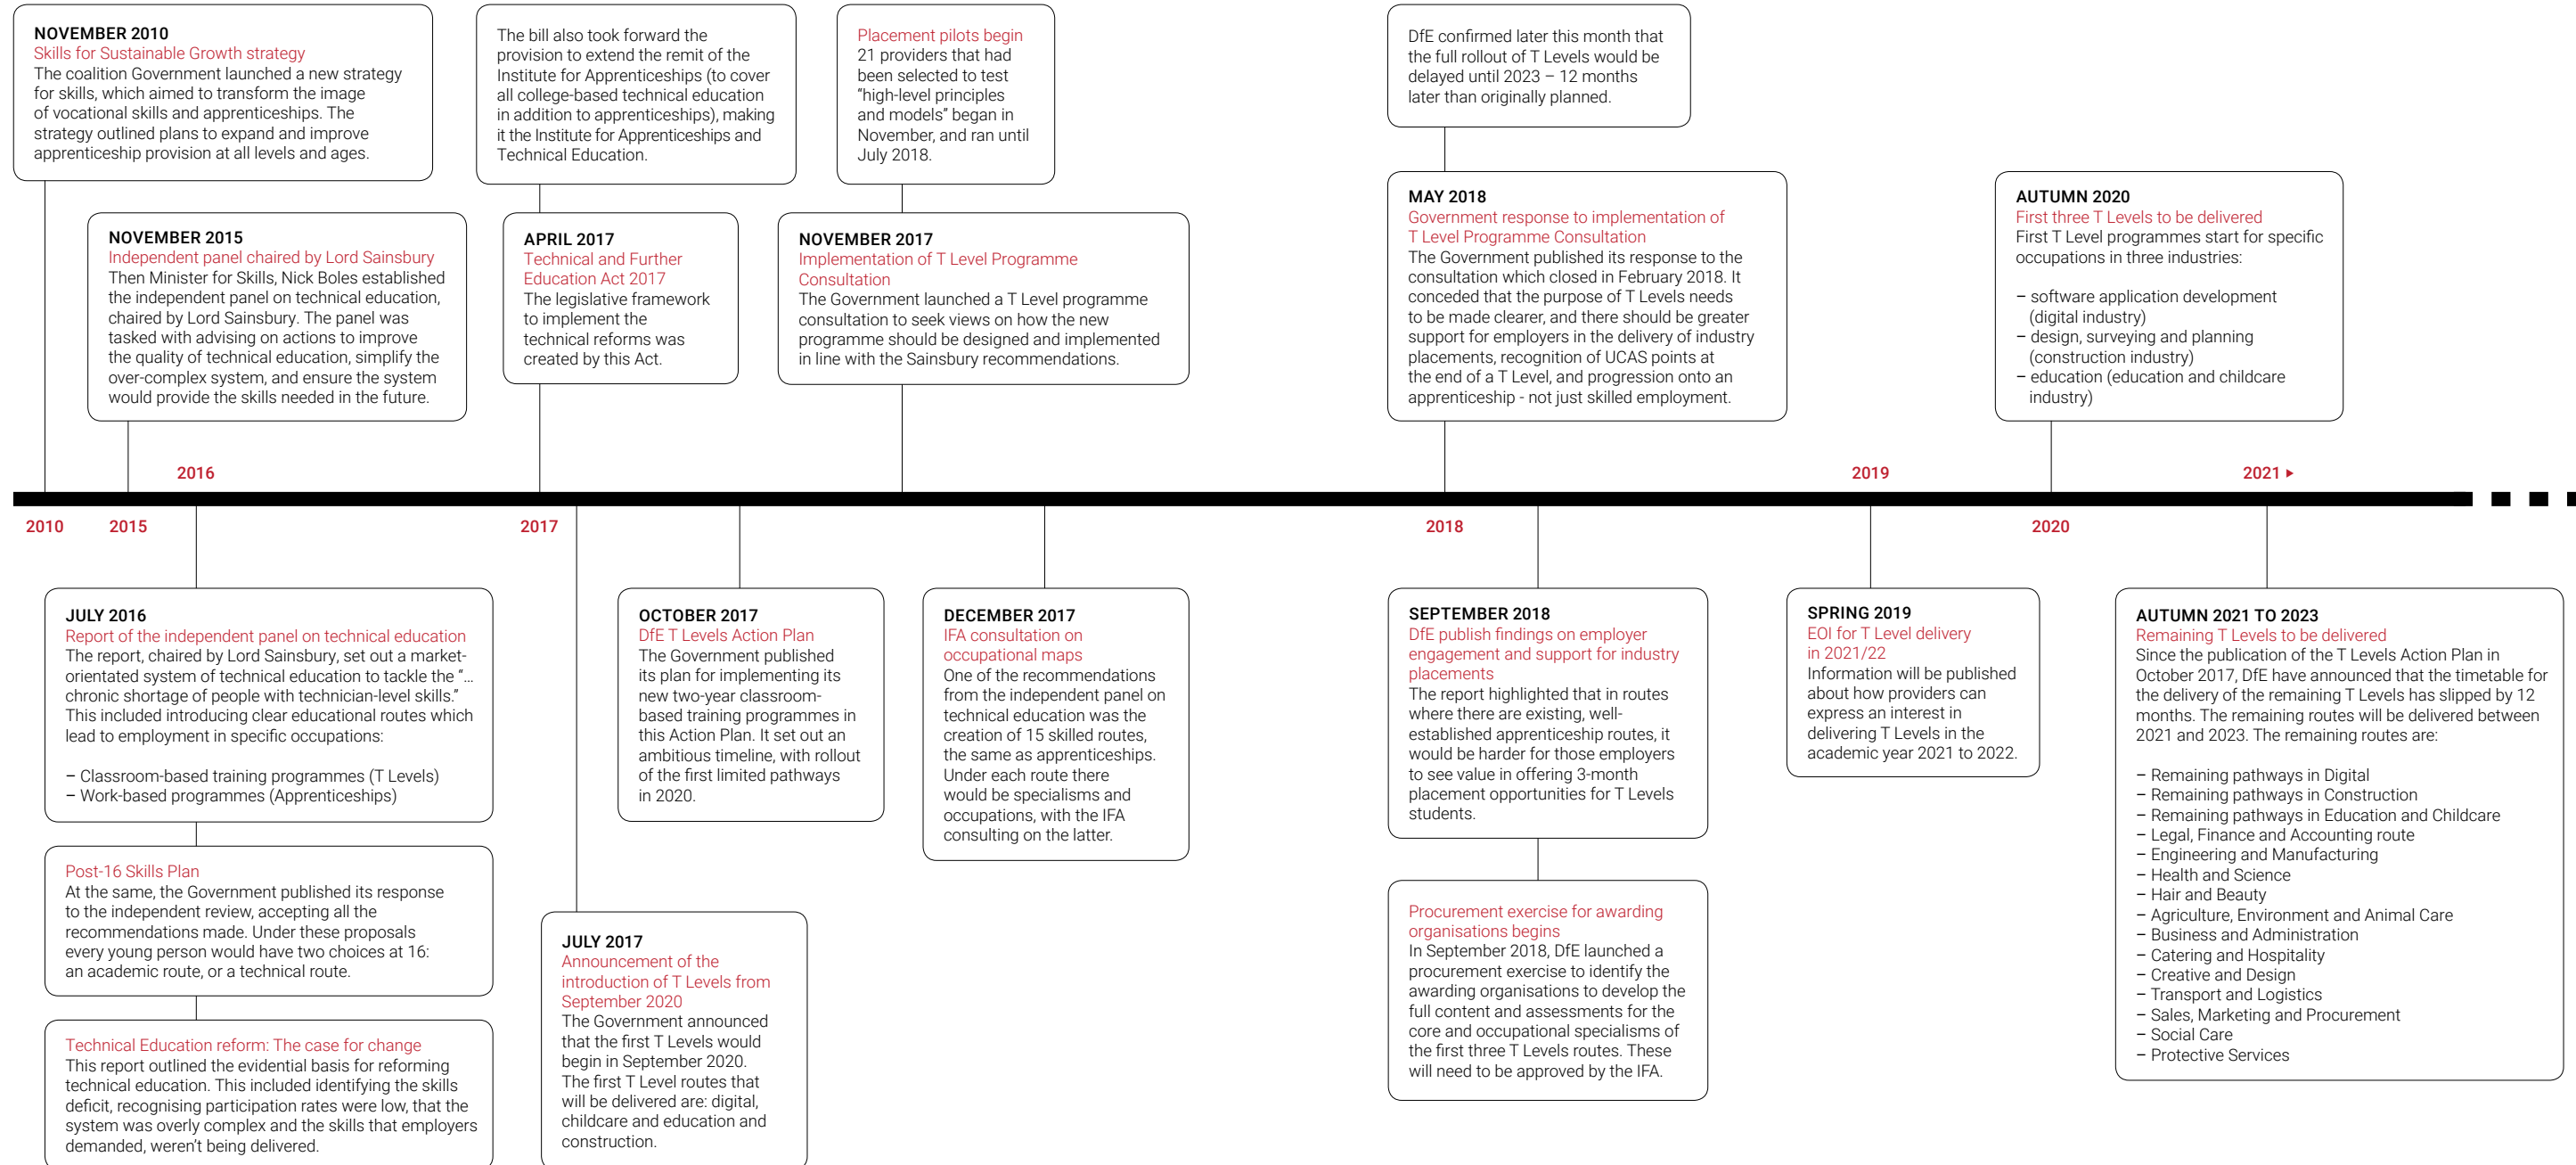 NOVEMBER 2010
Skills for Sustainable Growth strategy
The coalition Government launched a new strategy
for skills, which aimed to transform the image
of vocational skills and apprenticeships. The
strategy outlined plans to expand and improve
apprenticeship provision at all levels and ages.
NOVEMBER 2015
Independent panel chaired by Lord Sainsbury
Then Minister for Skills, Nick Boles established
the independent panel on technical education,
chaired by Lord Sainsbury. The panel was
tasked with advising on actions to improve
the quality of technical education, simplify the
over-complex system, and ensure the system
would provide the skills needed in the future.
The bill also took forward the
provision to extend the remit of the
Institute for Apprenticeships (to cover
all college-based technical education
in addition to apprenticeships), making
it the Institute for Apprenticeships and
Technical Education.
APRIL 2017
Technical and Further
Education Act 2017
The legislative framework
to implement the
technical reforms was
created by this Act.
Placement pilots begin
21 providers that had
been selected to test
“high-level principles
and models” began in
November, and ran until
July 2018.
NOVEMBER 2017
Implementation of T Level Programme
Consultation
The Government launched a T Level programme
consultation to seek views on how the new
programme should be designed and implemented
in line with the Sainsbury recommendations.
DfE confirmed later this month that
the full rollout of T Levels would be
delayed until 2023 – 12 months
later than originally planned.
MAY 2018
Government response to implementation of
T Level Programme Consultation
The Government published its response to the
consultation which closed in February 2018. It
conceded that the purpose of T Levels needs
to be made clearer, and there should be greater
support for employers in the delivery of industry
placements, recognition of UCAS points at
the end of a T Level, and progression onto an
apprenticeship - not just skilled employment.
AUTUMN 2020
First three T Levels to be delivered
First T Level programmes start for specific
occupations in three industries:
– software application development
(digital industry)
– design, surveying and planning
(construction industry)
– education (education and childcare
industry)
2016
2019
2021 ▸
2010
2015
2017
2018
2020
JULY 2016
Report of the independent panel on technical education
The report, chaired by Lord Sainsbury, set out a market-
orientated system of technical education to tackle the “...
chronic shortage of people with technician-level skills.”
This included introducing clear educational routes which
lead to employment in specific occupations:
– Classroom-based training programmes (T Levels)
– Work-based programmes (Apprenticeships)
Post-16 Skills Plan
At the same, the Government published its response
to the independent review, accepting all the
recommendations made. Under these proposals
every young person would have two choices at 16:
an academic route, or a technical route.
Technical Education reform: The case for change
This report outlined the evidential basis for reforming
technical education. This included identifying the skills
deficit, recognising participation rates were low, that the
system was overly complex and the skills that employers
demanded, weren’t being delivered.
JULY 2017
Announcement of the
introduction of T Levels from
September 2020
The Government announced
that the first T Levels would
begin in September 2020.
The first T Level routes that
will be delivered are: digital,
childcare and education and
construction.
OCTOBER 2017
DfE T Levels Action Plan
The Government published
its plan for implementing its
new two-year classroom-
based training programmes in
this Action Plan. It set out an
ambitious timeline, with rollout
of the first limited pathways
in 2020.
DECEMBER 2017
IFA consultation on
occupational maps
One of the recommendations
from the independent panel on
technical education was the
creation of 15 skilled routes,
the same as apprenticeships.
Under each route there
would be specialisms and
occupations, with the IFA
consulting on the latter.
SEPTEMBER 2018
DfE publish findings on employer
engagement and support for industry
placements
The report highlighted that in routes
where there are existing, well-
established apprenticeship routes, it
would be harder for those employers
to see value in offering 3-month
placement opportunities for T Levels
students.
Procurement exercise for awarding
organisations begins
In September 2018, DfE launched a
procurement exercise to identify the
awarding organisations to develop the
full content and assessments for the
core and occupational specialisms of
the first three T Levels routes. These
will need to be approved by the IFA.
SPRING 2019
EOI for T Level delivery
in 2021/22
Information will be published
about how providers can
express an interest in
delivering T Levels in the
academic year 2021 to 2022.
AUTUMN 2021 TO 2023
Remaining T Levels to be delivered
Since the publication of the T Levels Action Plan in
October 2017, DfE have announced that the timetable for
the delivery of the remaining T Levels has slipped by 12
months. The remaining routes will be delivered between
2021 and 2023. The remaining routes are:
– Remaining pathways in Digital
– Remaining pathways in Construction
– Remaining pathways in Education and Childcare
– Legal, Finance and Accounting route
– Engineering and Manufacturing
– Health and Science
– Hair and Beauty
– Agriculture, Environment and Animal Care
– Business and Administration
– Catering and Hospitality
– Creative and Design
– Transport and Logistics
– Sales, Marketing and Procurement
– Social Care
– Protective Services